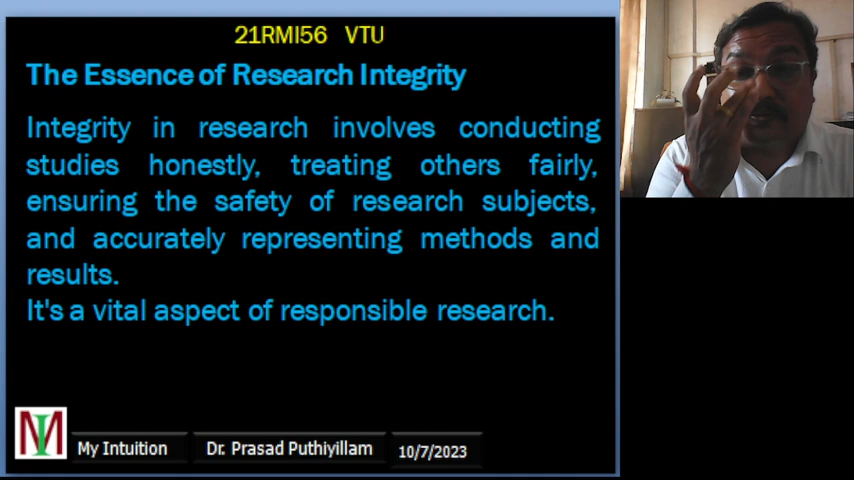 21RMI56 VTU
The Essence of Research Integrity
Integrity in research involves conducting
studies honestly, treating others fairly,
ensuring the safety of research subjects,
and accurately representing methods and
results.
It's a vital aspect of responsible research.
MI
My Intuition
Dr. Prasad Puthiyillam
10/7/2023